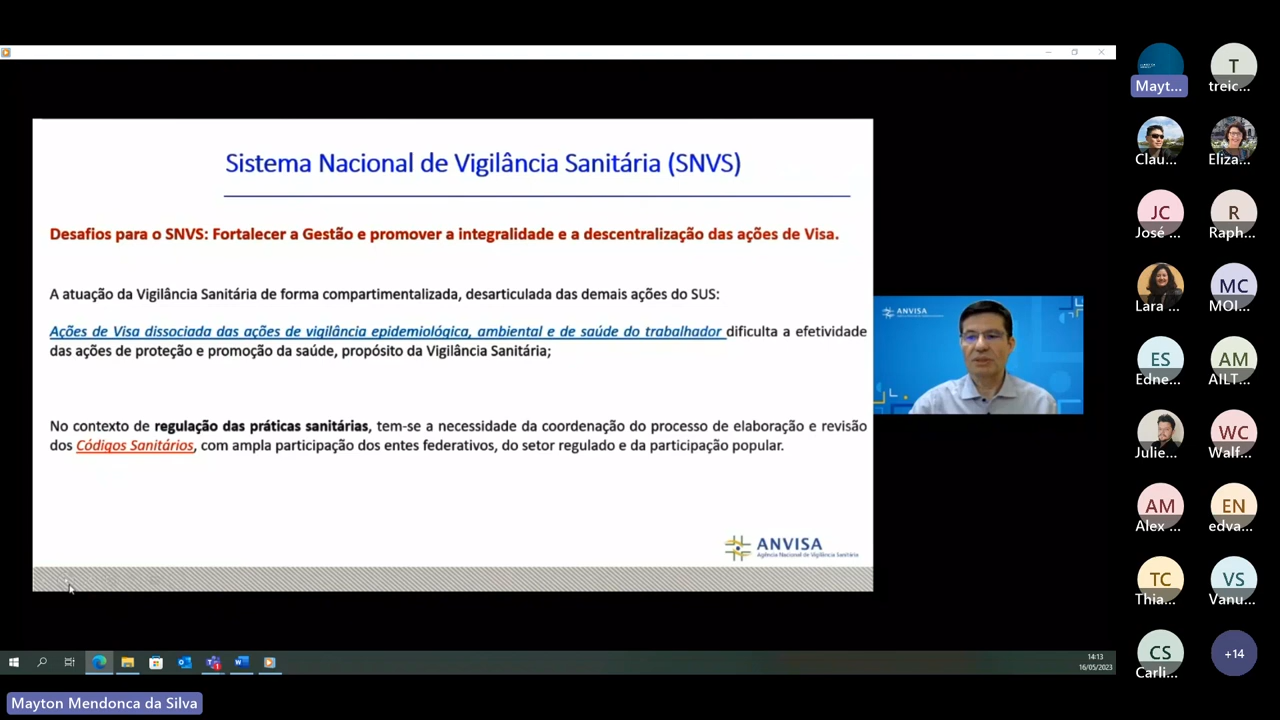 Sistema Nacional de Vigilância Sanitária (SNVS)
Desafios para o SNVS: Fortalecer a Gestão e promover a integralidade e a descentralização das ações de Visa.
A atuação da Vigilância Sanitária de forma compartimentalizada, desarticulada das demais ações do SUS:
Ações de Visa dissociada das ações de vigilância epidemiológica, ambiental e de saúde do trabalhador dificulta a efetividade
das ações de proteção e promoção da saúde, propósito da Vigilância Sanitária;
No contexto de regulação das práticas sanitárias, tem-se a necessidade da coordenação do processo de elaboração e revisão
dos Códigos Sanitários, com ampla participação dos entes federativos, do setor regulado e da participação popular.
ANVISA
Agência Nacional de Vigilância Sanitária
ANVISA
Mayt...
T
treic...
Clau...
Eliza...
JC
José ...
R
Raph...
Lara ...
MC
MOI...
ES
Edne...
AM
AILT...
Julie...
WC
Walf...
AM
Alex ...
EN
edva...
TC
Thia...
VS
Vanu...
CS
Carli...
+14
14:13
16/05/2023
Mayton Mendonca da Silva